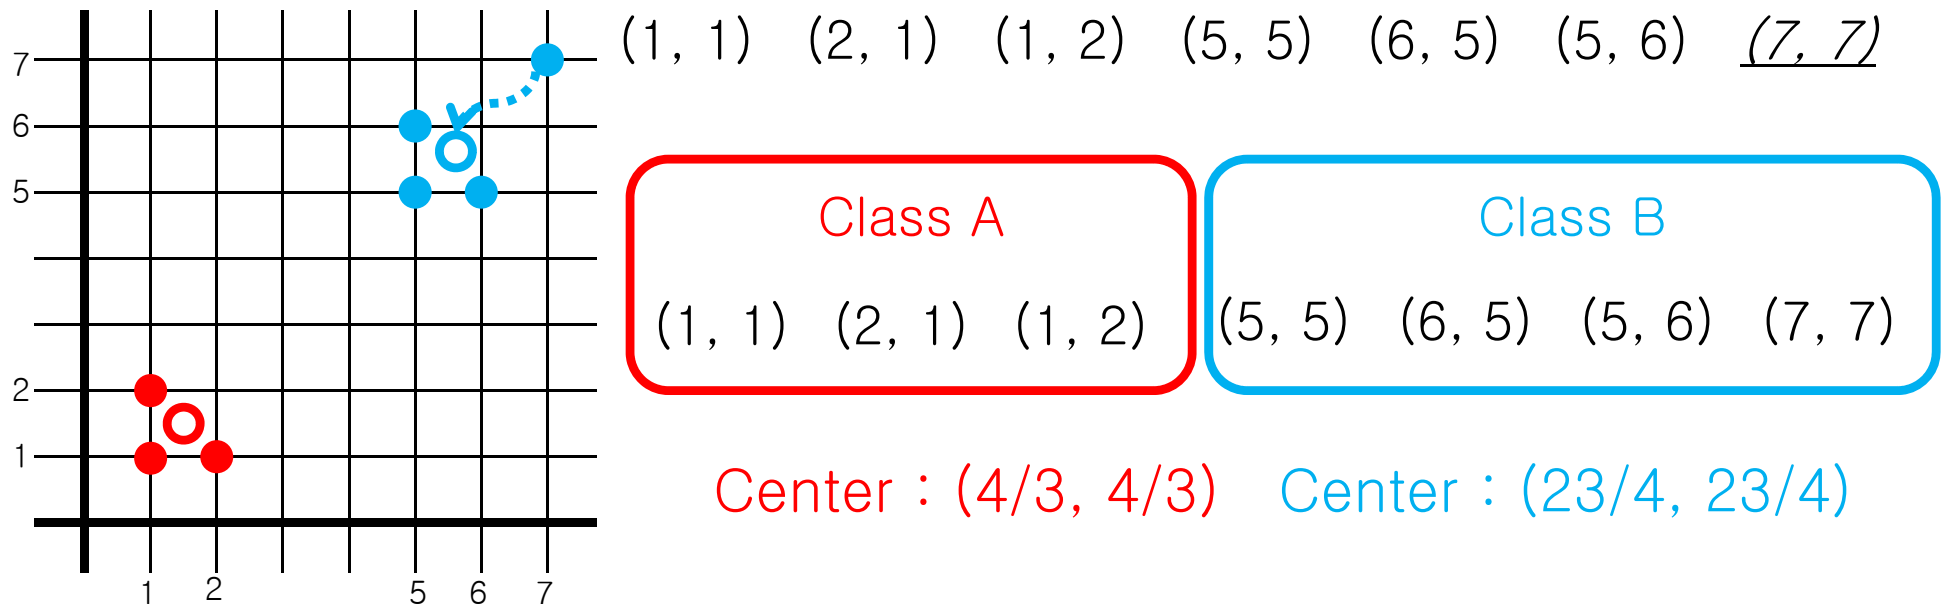 (1, 1) (2, 1) (1, 2) (5, 5) (6, 5) (5, 6) (7, 7)
7
6
5
2
1
1 2 5 6 7
Class A
(1, 1) (2, 1) (1, 2)
Class B
(5, 5) (6, 5) (5, 6) (7, 7)
Center : (4/3, 4/3)
Center : (23/4, 23/4)